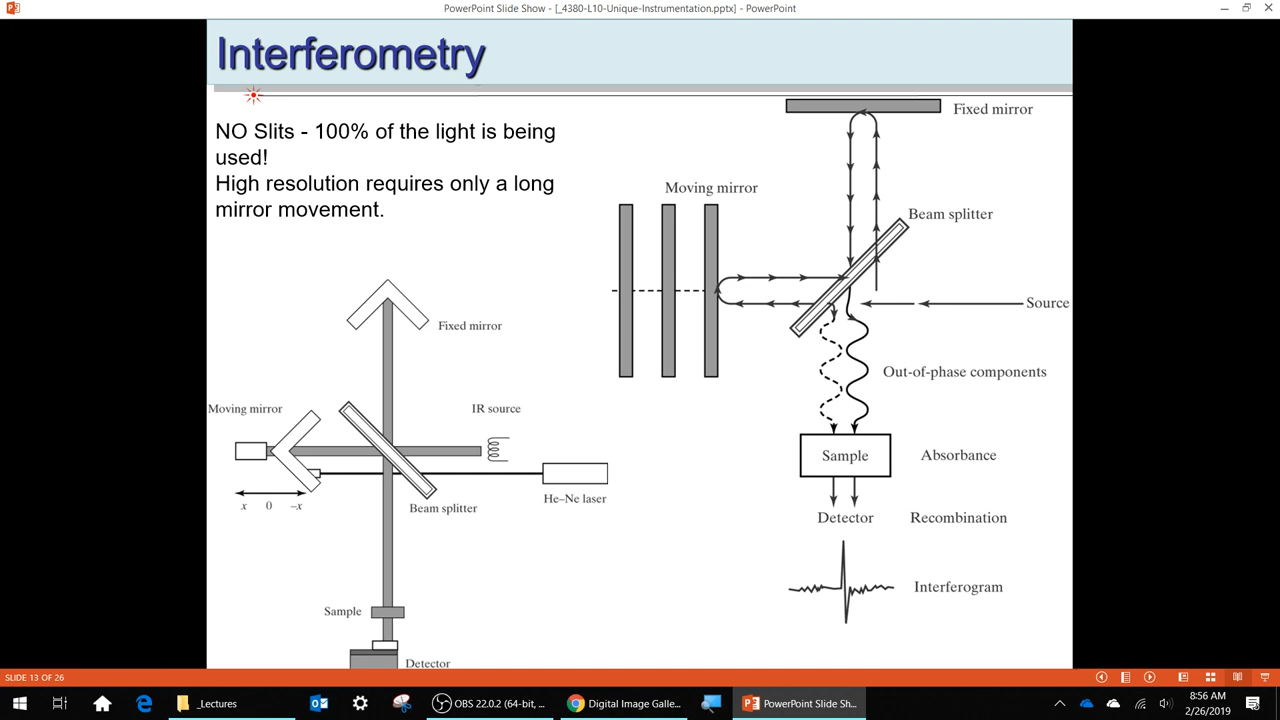 PowerPoint Slide Show - [_4380-L10-Unique-Instrumentation.pptx] - PowerPoint
Interferometry
NO Slits - 100% of the light is being
used!
High resolution requires only a long
mirror movement.
Fixed mirror
Moving mirror
Beam splitter
Source
Out-of-phase components
Sample
Absorbance
Detector
Recombination
Interferogram
Fixed mirror
Moving mirror
IR source
x 0 –x
He–Ne laser
Beam splitter
Sample
Detector
SLIDE 13 OF 26
_Lectures
OBS 22.0.2 (64-bit, ...
Digital Image Galle...
PowerPoint Slide Sh...
8:56 AM
2/26/2019